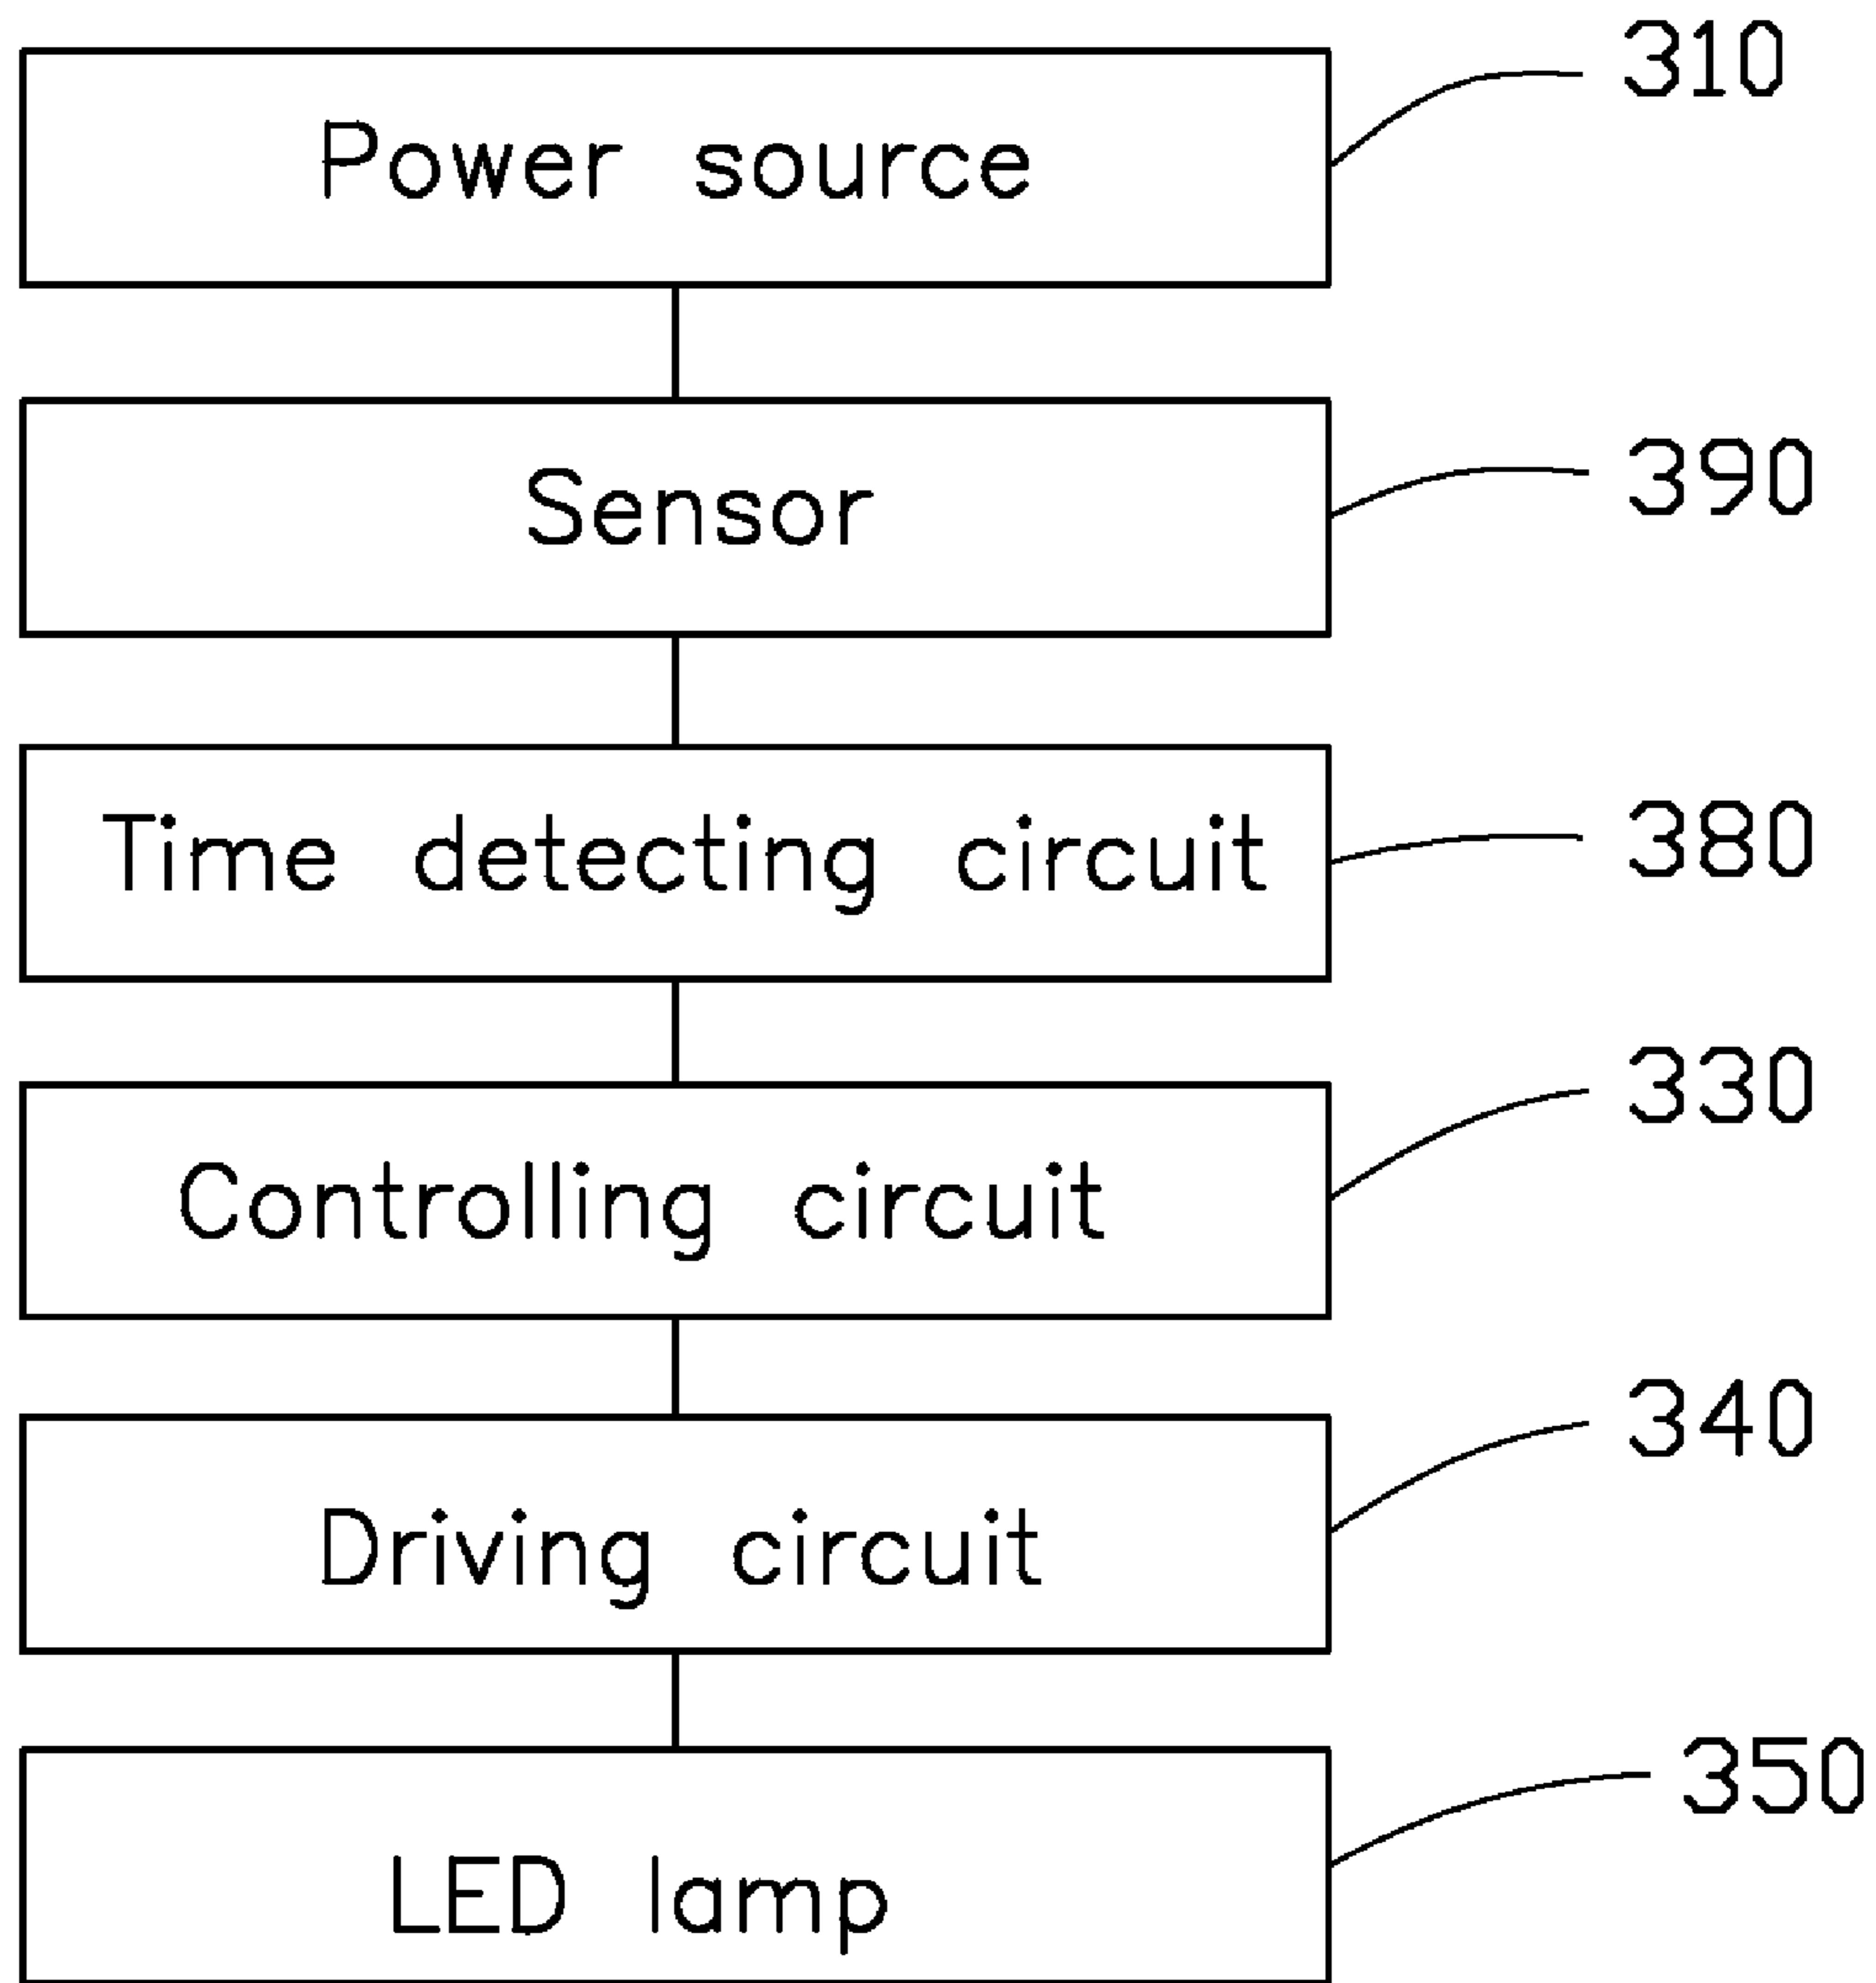 310
Power source
390
Sensor
380
Time detecting circuit
330
Controlling circuit
340
Driving circuit
350
LED lamp